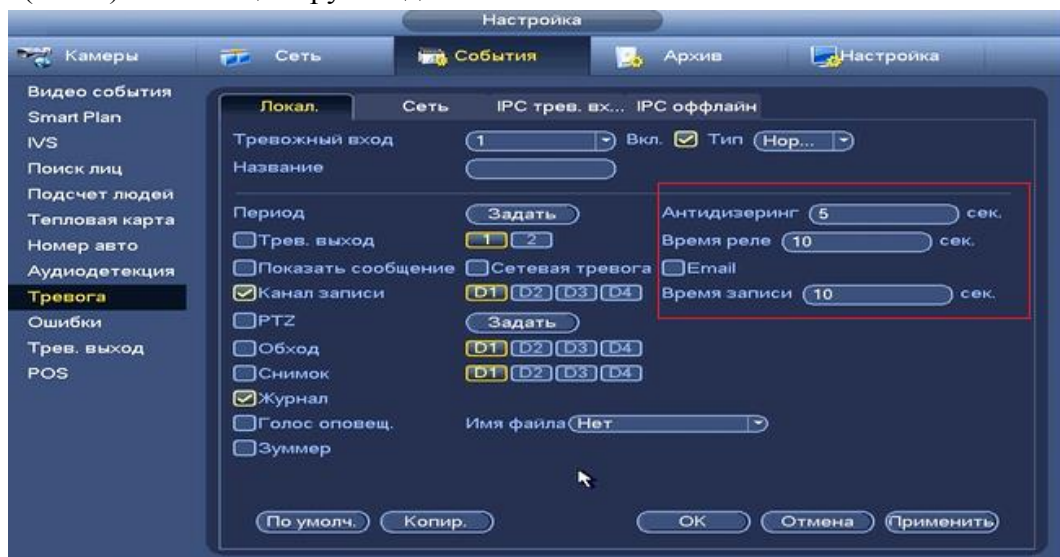 Настройка
Камеры Сеть События Архив Настройка
Видео события
Smart Plan
IVS
Поиск лиц
Подсчет людей
Тепловая карта
Номер авто
Аудиодетекция
Тревога
Ошибки
Трев. выход
POS
Локал. Сеть IPC трев. вх... IPC оффлайн
Тревожный вход 1 Вкл. Тип Нор...
Название
Период Задать Антидизеринг 5 сек.
Трев. выход 1 2 Время реле 10 сек.
Показать сообщение Сетевая тревога Email
Канал записи D1 D2 D3 D4 Время записи 10 сек.
PTZ Задать
Обход D1 D2 D3 D4
Снимок D1 D2 D3 D4
Журнал
Голос оповещ. Имя файла Нет
Зуммер
По умолч. Копир. OK Отмена Применить